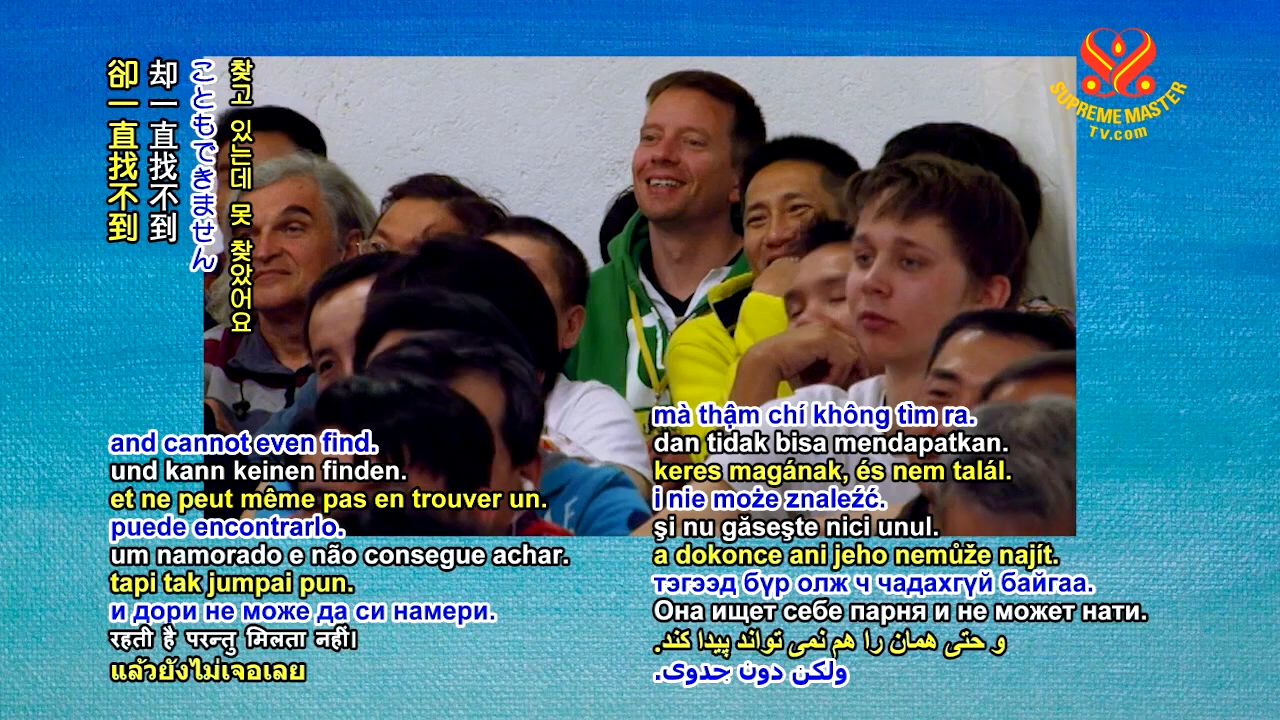 卻一直找不到
却一直找不到
こともできません
찾고 있는데 못 찾았어요
SUPREME MASTER
TV.com
and cannot even find.
und kann keinen finden.
et ne peut même pas en trouver un.
puede encontrarlo.
um namorado e não consegue achar.
tapi tak jumpai pun.
и дори не може да си намери.
रहती है परन्तु मिलता नहीं।
แล้วยังไม่เจอเลย
mà thậm chí không tìm ra.
dan tidak bisa mendapatkan.
keres magának, és nem talál.
i nie może znaleźć.
şi nu găseşte nici unul.
a dokonce ani jeho nemůže najít.
тэгээд бүр олж ч чадахгүй байгаа.
Она ищет себе парня и не может нати.
و حتی همان را هم نمی تواند پیدا کند.
ولكن دون جدوى.